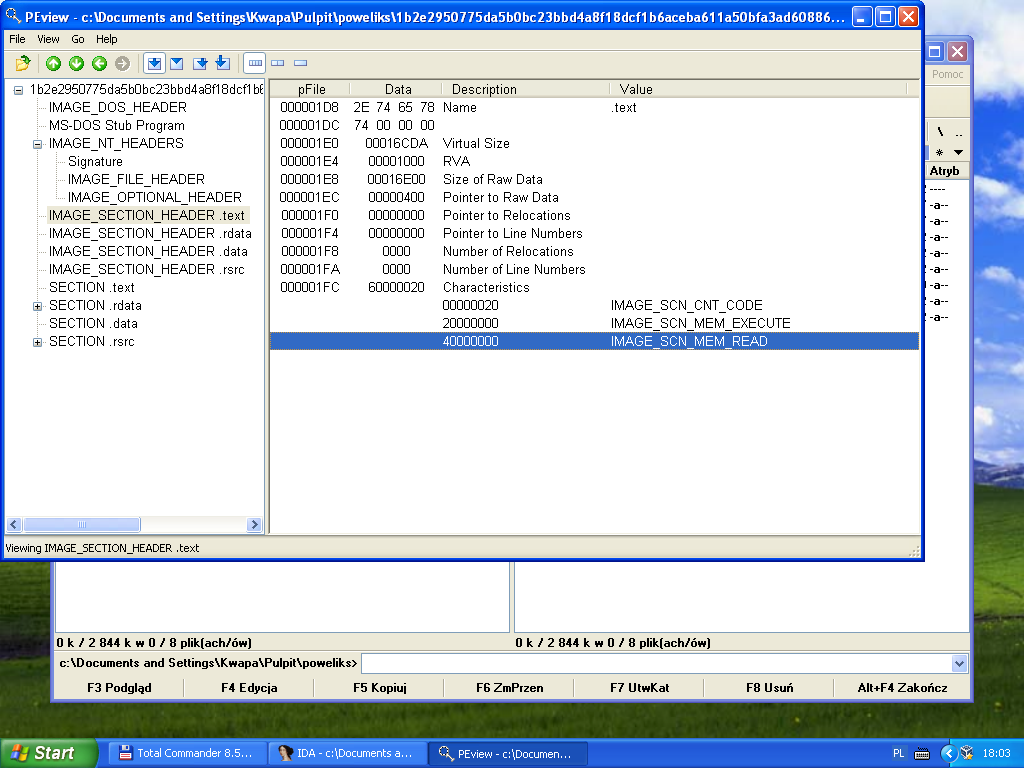 PEview - c:\Documents and Settings\Kwapa\Pulpit\poweliks\1b2e2950775da5b0bc23bbd4a8f18dcf1b6aceba611a50bfa3ad60886...
File View Go Help
Pomoc
1b2e2950775da5b0bc23bbd4a8f18dcf1b6
IMAGE_DOS_HEADER
MS-DOS Stub Program
IMAGE_NT_HEADERS
Signature
IMAGE_FILE_HEADER
IMAGE_OPTIONAL_HEADER
IMAGE_SECTION_HEADER .text
IMAGE_SECTION_HEADER .rdata
IMAGE_SECTION_HEADER .data
IMAGE_SECTION_HEADER .rsrc
SECTION .text
SECTION .rdata
SECTION .data
SECTION .rsrc
pFile Data Description Value
000001D8 2E 74 65 78 Name .text
000001DC 74 00 00 00
000001E0 00016CDA Virtual Size
000001E4 00001000 RVA
000001E8 00016E00 Size of Raw Data
000001EC 00000400 Pointer to Raw Data
000001F0 00000000 Pointer to Relocations
000001F4 00000000 Pointer to Line Numbers
000001F8 0000 Number of Relocations
000001FA 0000 Number of Line Numbers
000001FC 60000020 Characteristics
00000020 IMAGE_SCN_CNT_CODE
20000000 IMAGE_SCN_MEM_EXECUTE
40000000 IMAGE_SCN_MEM_READ
\ ..
*
Atryb
----
-a--
-a--
-a--
-a--
-a--
-a--
-a--
-a--
Viewing IMAGE_SECTION_HEADER .text
0 k / 2 844 k w 0 / 8 plik(ach/ów) 0 k / 2 844 k w 0 / 8 plik(ach/ów)
c:\Documents and Settings\Kwapa\Pulpit\poweliks>
F3 Podgląd F4 Edycja F5 Kopiuj F6 ZmPrzen F7 UtwKat F8 Usuń Alt+F4 Zakończ
Start Total Commander 8.5... IDA - c:\Documents a... PEview - c:\Documen... PL 18:03